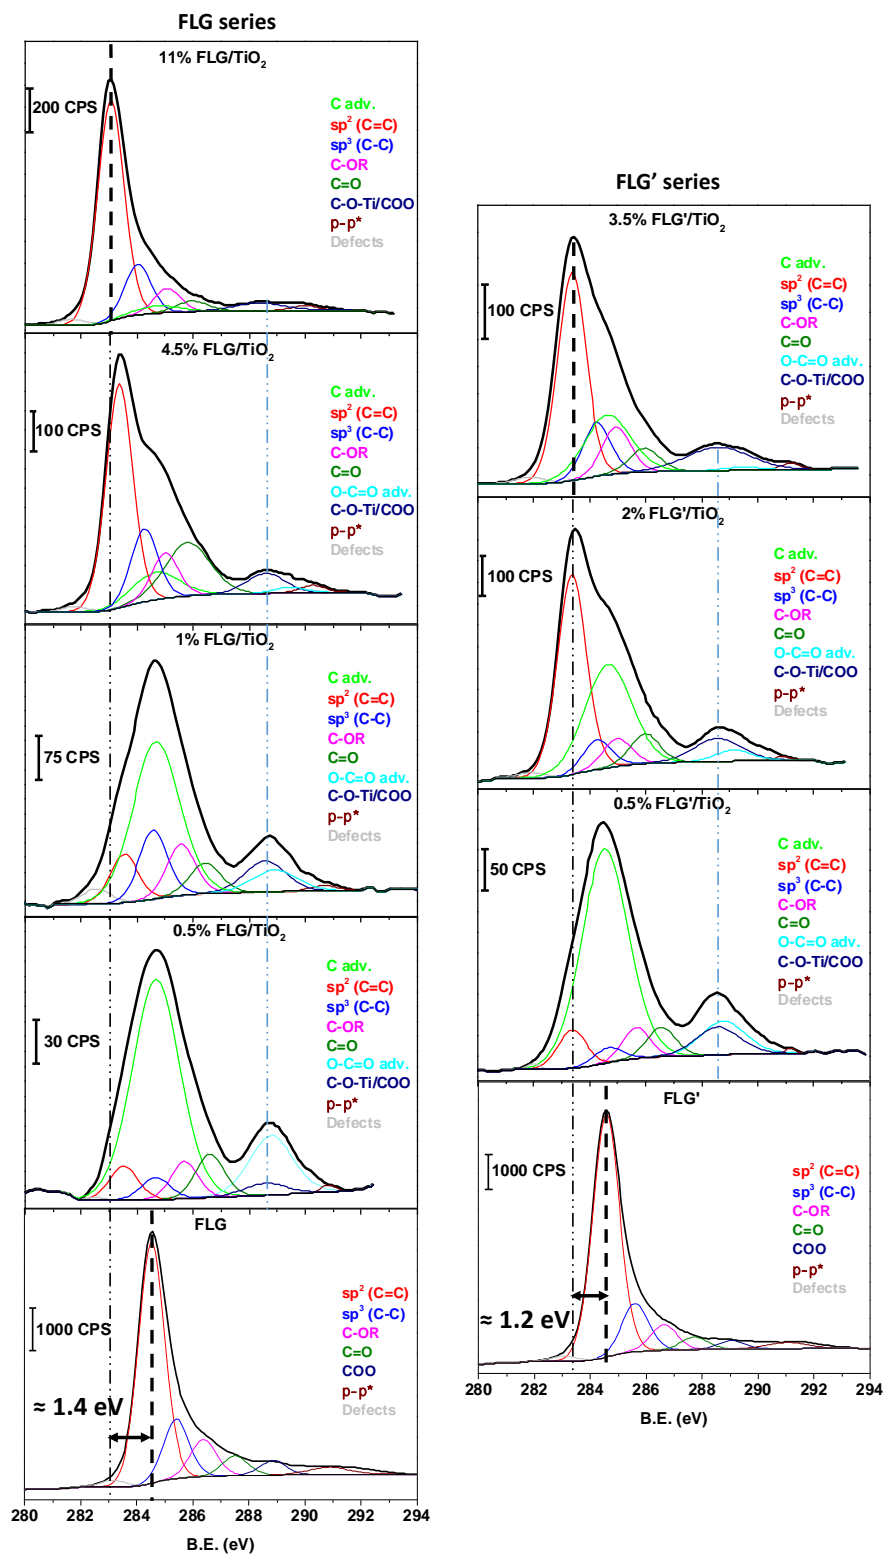 FLG series
11% FLG/TiO2
200 CPS
C adv.
sp2 (C=C)
sp3 (C-C)
C-OR
C=O
C-O-Ti/COO
p-p*
Defects
4.5% FLG/TiO2
100 CPS
C adv.
sp2 (C=C)
sp3 (C-C)
C-OR
C=O
O-C=O adv.
C-O-Ti/COO
p-p*
Defects
1% FLG/TiO2
75 CPS
C adv.
sp2 (C=C)
sp3 (C-C)
C-OR
C=O
O-C=O adv.
C-O-Ti/COO
p-p*
Defects
0.5% FLG/TiO2
30 CPS
C adv.
sp2 (C=C)
sp3 (C-C)
C-OR
C=O
O-C=O adv.
C-O-Ti/COO
p-p*
Defects
FLG
1000 CPS
sp2 (C=C)
sp3 (C-C)
C-OR
C=O
COO
p-p*
Defects
≈ 1.4 eV
280 282 284 286 288 290 292 294
B.E. (eV)
FLG' series
3.5% FLG'/TiO2
100 CPS
C adv.
sp2 (C=C)
sp3 (C-C)
C-OR
C=O
O-C=O adv.
C-O-Ti/COO
p-p*
Defects
2% FLG'/TiO2
100 CPS
C adv.
sp2 (C=C)
sp3 (C-C)
C-OR
C=O
O-C=O adv.
C-O-Ti/COO
p-p*
Defects
0.5% FLG'/TiO2
50 CPS
C adv.
sp2 (C=C)
sp3 (C-C)
C-OR
C=O
O-C=O adv.
C-O-Ti/COO
p-p*
Defects
FLG'
1000 CPS
sp2 (C=C)
sp3 (C-C)
C-OR
C=O
COO
p-p*
Defects
≈ 1.2 eV
280 282 284 286 288 290 292 294
B.E. (eV)